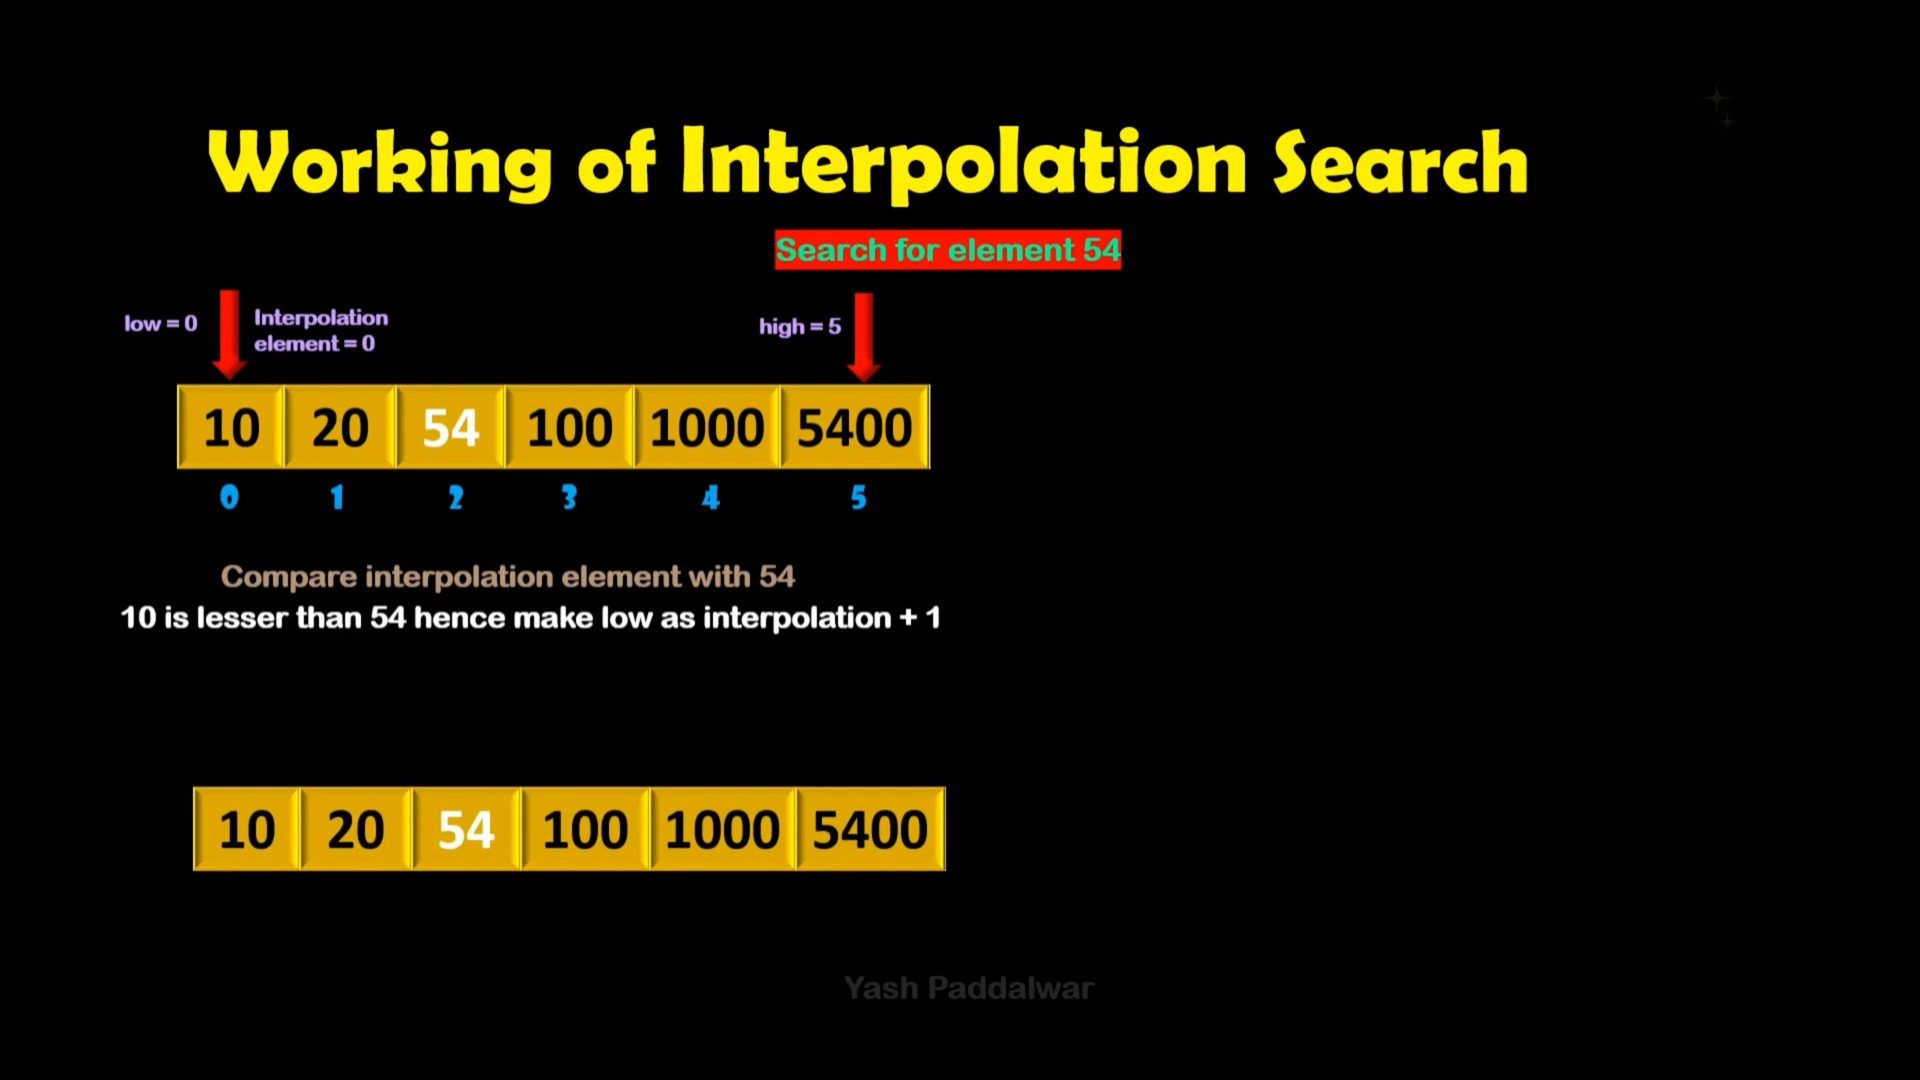 Working of Interpolation Search
Search for element 54
low = 0
Interpolation
element = 0
high = 5
10 20 54 100 1000 5400
0 1 2 3 4 5
Compare interpolation element with 54
10 is lesser than 54 hence make low as interpolation + 1
10 20 54 100 1000 5400
Yash Paddalwar